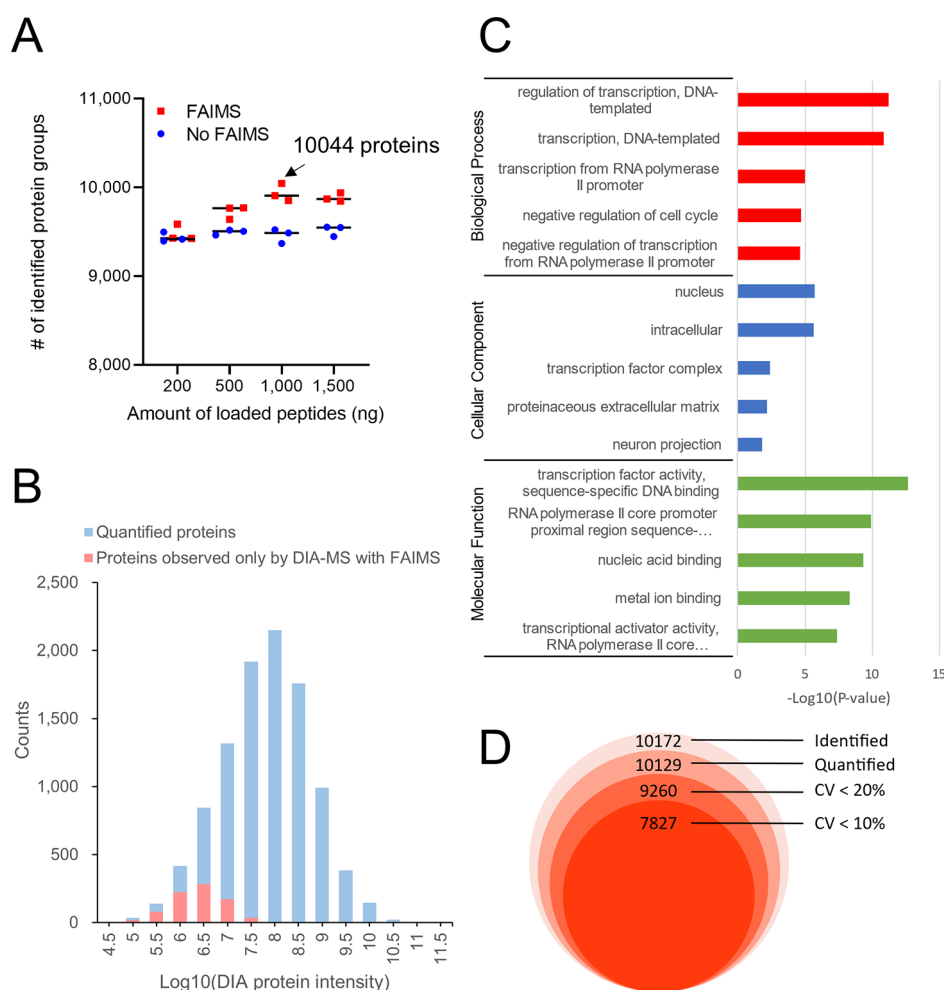 A
11,000
10,000
9,000
8,000
# of identified protein groups
FAIMS
No FAIMS
10044 proteins
200
500
1,000
1,500
Amount of loaded peptides (ng)
B
Quantified proteins
Proteins observed only by DIA-MS with FAIMS
2,500
2,000
1,500
1,000
500
0
Counts
4.5
5
5.5
6
6.5
7
7.5
8
8.5
9
9.5
10
10.5
11
11.5
Log10(DIA protein intensity)
C
Biological Process
regulation of transcription, DNA-
templated
transcription, DNA-templated
transcription from RNA polymerase
II promoter
negative regulation of cell cycle
negative regulation of transcription
from RNA polymerase II promoter
Cellular Component
nucleus
intracellular
transcription factor complex
proteinaceous extracellular matrix
neuron projection
Molecular Function
transcription factor activity,
sequence-specific DNA binding
RNA polymerase II core promoter
proximal region sequence-…
nucleic acid binding
metal ion binding
transcriptional activator activity,
RNA polymerase II core…
0
5
10
15
-Log10(P-value)
D
10172
Identified
10129
Quantified
9260
CV < 20%
7827
CV < 10%